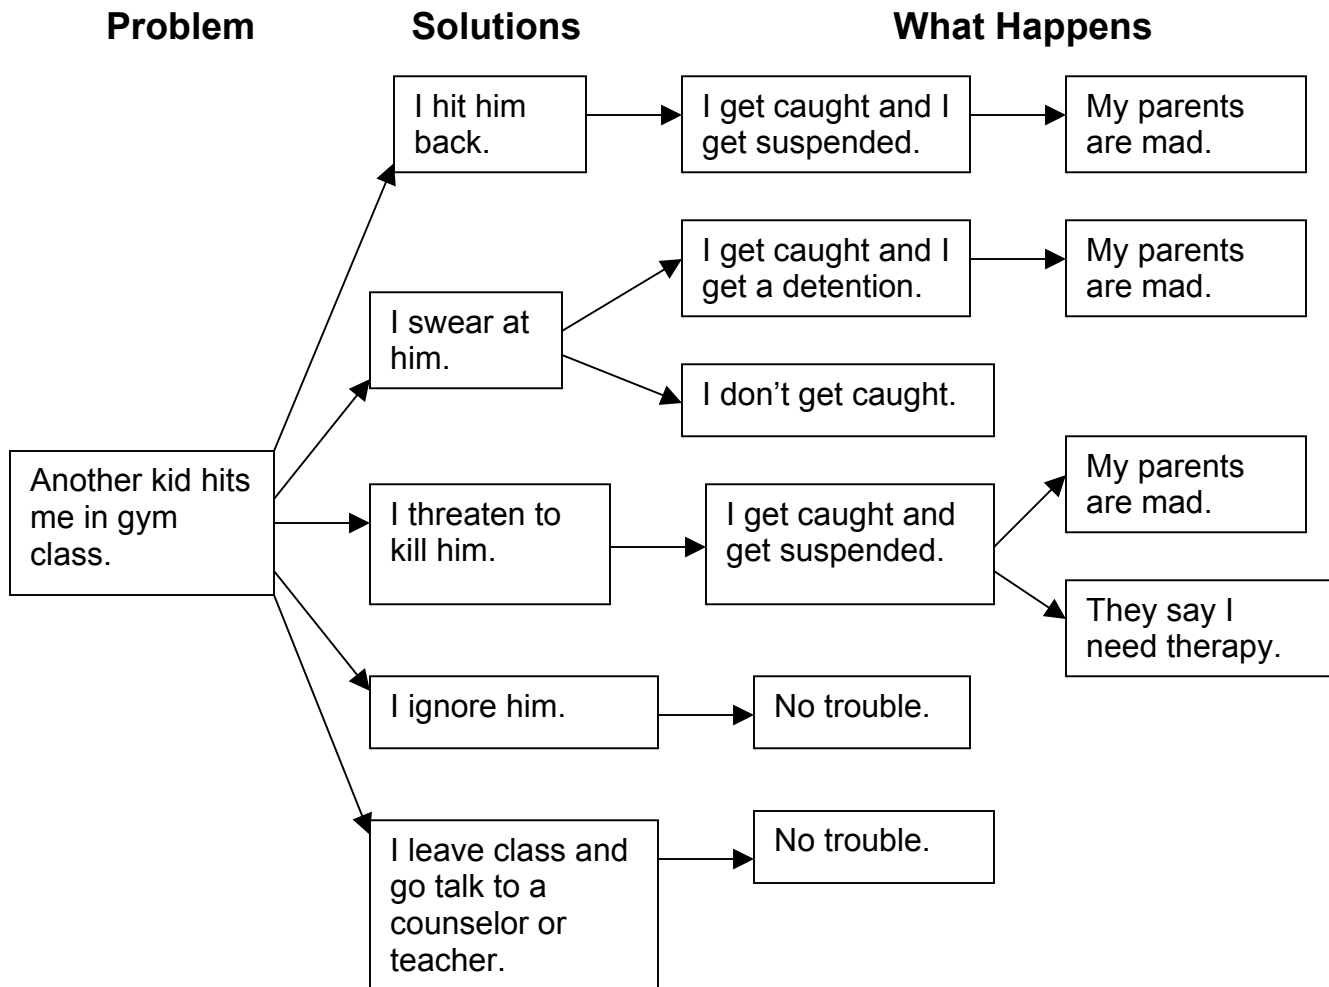 Problem
Solutions
What Happens
I hit him
back.
I get caught and I
get suspended.
My parents
are mad.
I get caught and I
get a detention.
My parents
are mad.
I swear at
him.
I don’t get caught.
Another kid hits
me in gym
class.
I threaten to
kill him.
I get caught and
get suspended.
My parents
are mad.
They say I
need therapy.
I ignore him.
No trouble.
I leave class and
go talk to a
counselor or
teacher.
No trouble.